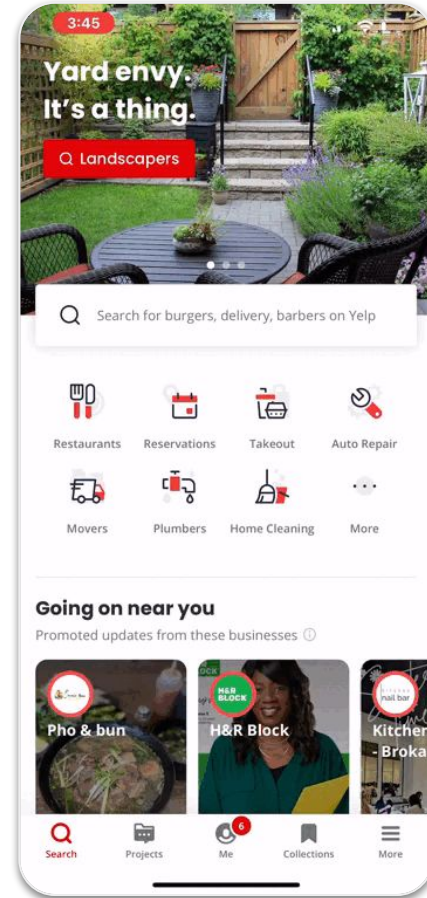 3:45
Yard envy.
It's a thing.
Landscapers
Search for burgers, delivery, barbers on Yelp
Restaurants
Reservations
Takeout
Auto Repair
Movers
Plumbers
Home Cleaning
More
Going on near you
Promoted updates from these businesses
H&R
BLOCK
nail bar
Pho & bun
H&R Block
Kitchen
- Broka
6
Search
Projects
Me
Collections
More